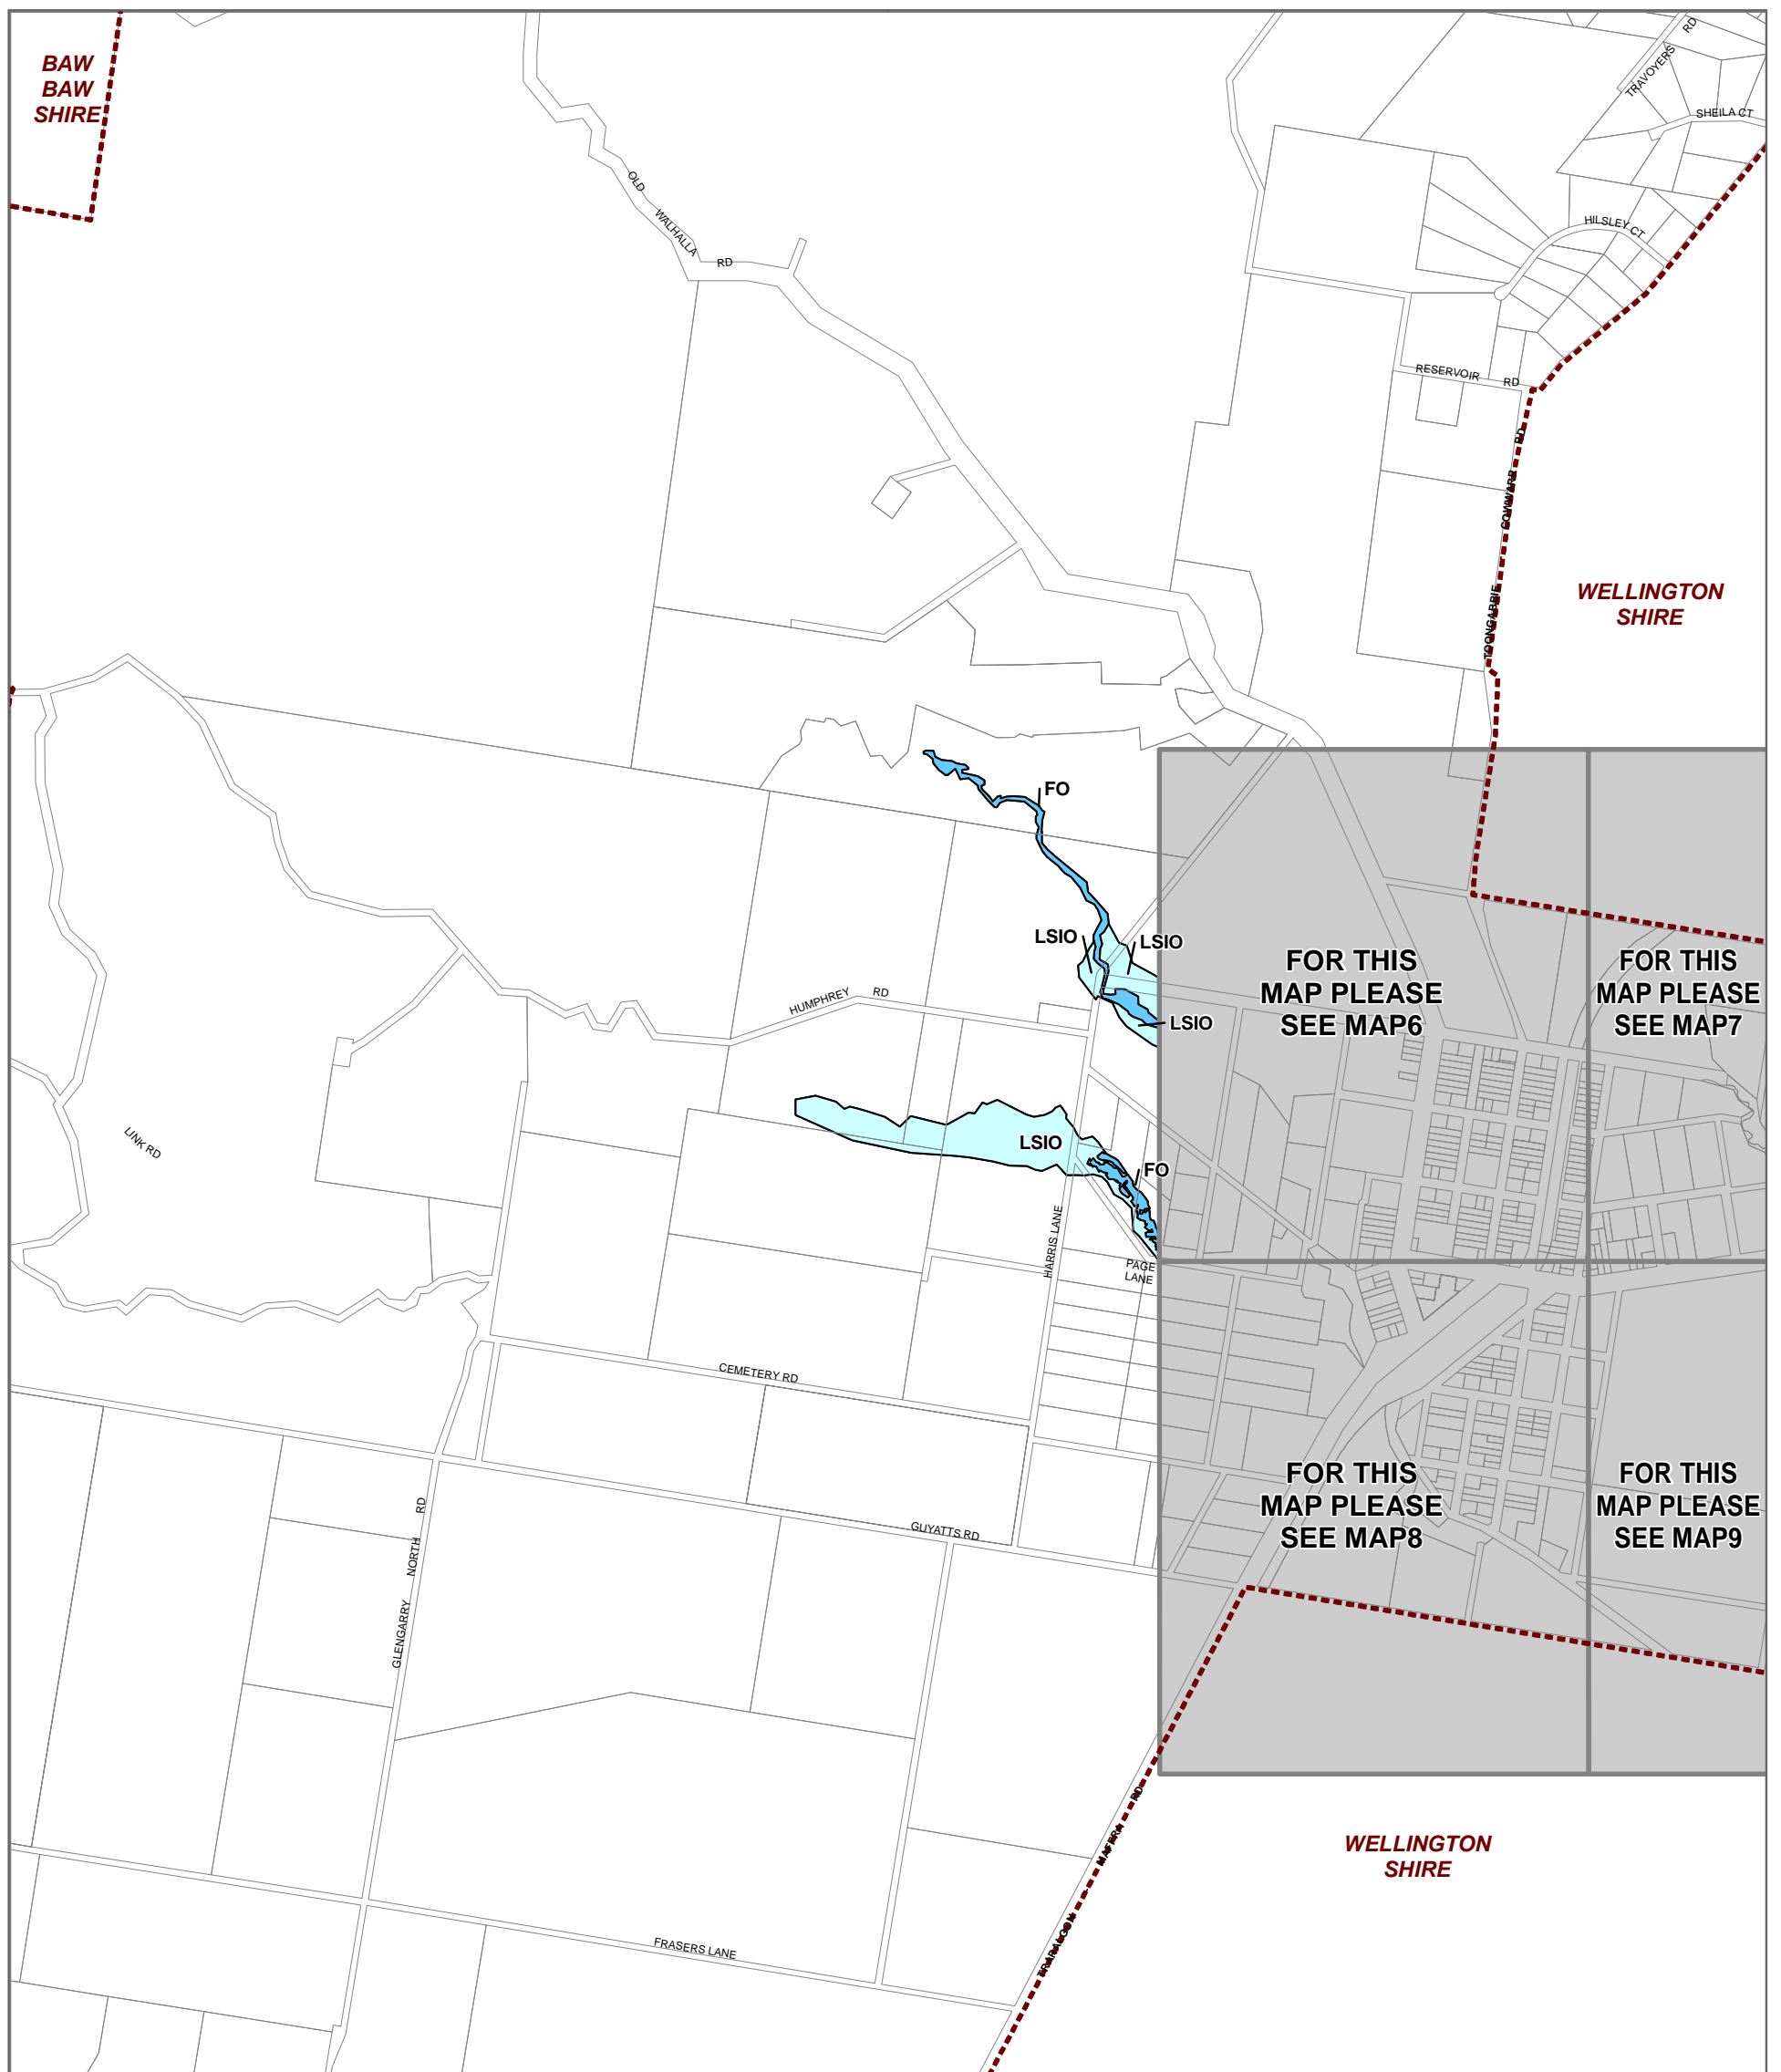 BAW
BAW
SHIRE
TRAVOYERS RD
SHEILA CT
OLD WALHALLA RD
HILSLEY CT
RESERVOIR RD
TOONGABBIE COWWARR RD
WELLINGTON
SHIRE
FO
LSIO
LSIO
LSIO
HUMPHREY RD
FOR THIS
MAP PLEASE
SEE MAP6
FOR THIS
MAP PLEASE
SEE MAP7
LINK RD
LSIO
FO
HARRIS LANE
PAGE
LANE
CEMETERY RD
GUYATTS RD
GLENGARRY NORTH RD
FOR THIS
MAP PLEASE
SEE MAP8
FOR THIS
MAP PLEASE
SEE MAP9
TRARALGON - MAFFRA RD
WELLINGTON
SHIRE
FRASERS LANE